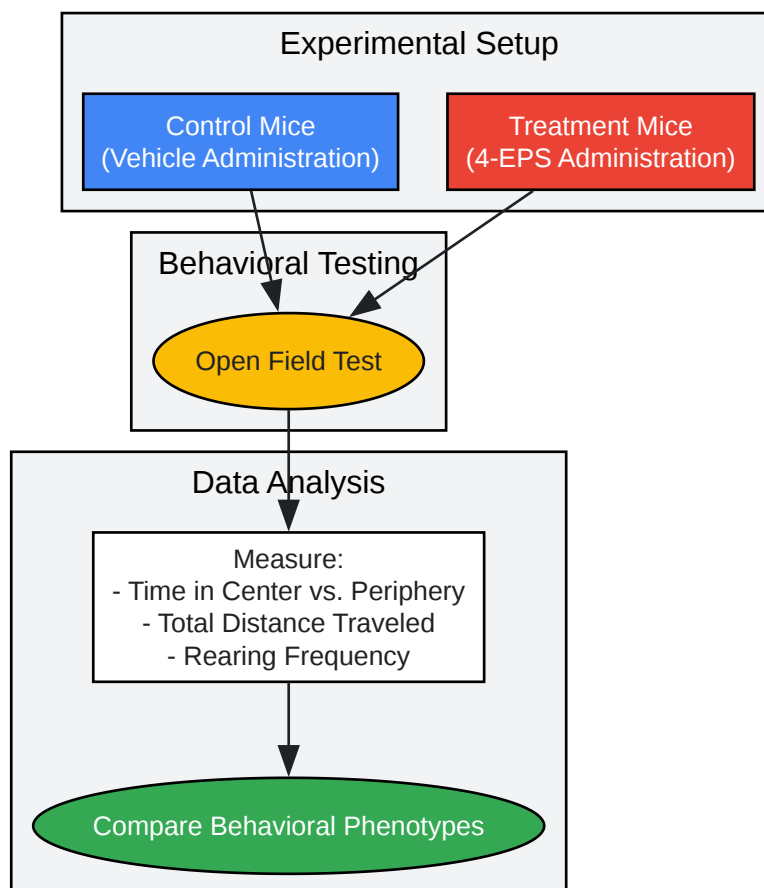 Experimental Setup
Control Mice
(Vehicle Administration)
Treatment Mice
(4-EPS Administration)
Behavioral Testing
Open Field Test
Data Analysis
Measure:
- Time in Center vs. Periphery
- Total Distance Traveled
- Rearing Frequency
Compare Behavioral Phenotypes